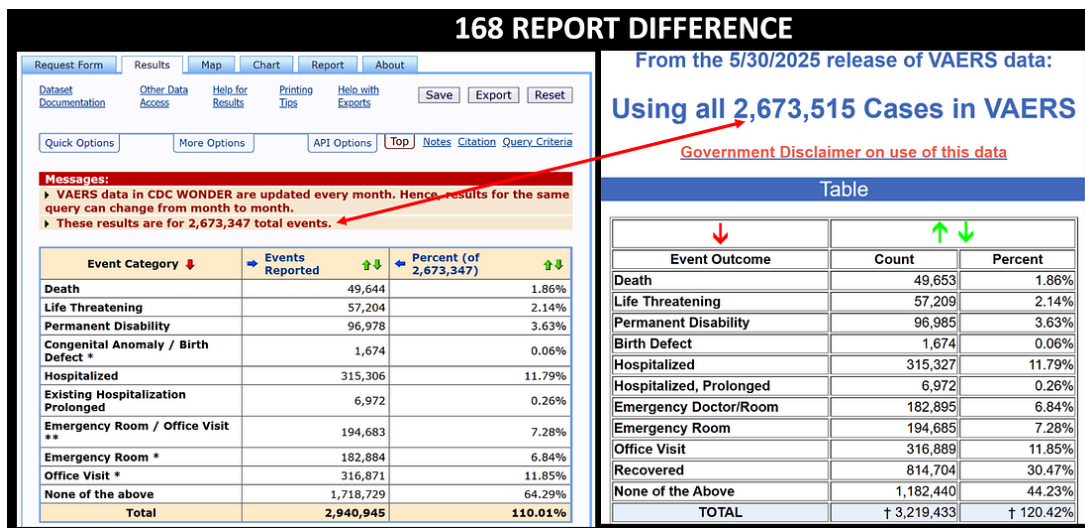 168 REPORT DIFFERENCE
Request Form Results Map Chart Report About
Dataset Documentation
Other Data Access
Help for Results
Printing Tips
Help with Exports
Save Export Reset
Quick Options More Options API Options Top Notes Citation Query Criteria
Messages:
VAERS data in CDC WONDER are updated every month. Hence, results for the same
query can change from month to month.
These results are for 2,673,347 total events.
Event Category Events Reported Percent (of 2,673,347)
Death 49,644 1.86%
Life Threatening 57,204 2.14%
Permanent Disability 96,978 3.63%
Congenital Anomaly / Birth
Defect * 1,674 0.06%
Hospitalized 315,306 11.79%
Existing Hospitalization
Prolonged 6,972 0.26%
Emergency Room / Office Visit
** 194,683 7.28%
Emergency Room * 182,884 6.84%
Office Visit * 316,871 11.85%
None of the above 1,718,729 64.29%
Total 2,940,945 110.01%
From the 5/30/2025 release of VAERS data:
Using all 2,673,515 Cases in VAERS
Government Disclaimer on use of this data
Table
Event Outcome Count Percent
Death 49,653 1.86%
Life Threatening 57,209 2.14%
Permanent Disability 96,985 3.63%
Birth Defect 1,674 0.06%
Hospitalized 315,327 11.79%
Hospitalized, Prolonged 6,972 0.26%
Emergency Doctor/Room 182,895 6.84%
Emergency Room 194,685 7.28%
Office Visit 316,889 11.85%
Recovered 814,704 30.47%
None of the Above 1,182,440 44.23%
TOTAL † 3,219,433 † 120.42%